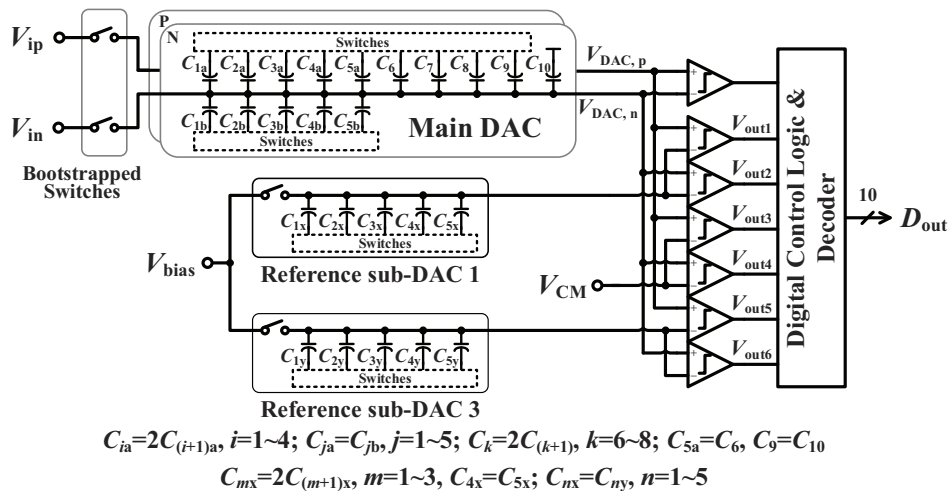 P
N
Switches
V_ip
C_1a C_2a C_3a C_4a C_5a C_6 C_7 C_8 C_9 C_10
V_in
C_1b C_2b C_3b C_4b C_5b
Switches
Main DAC
Bootstrapped
Switches
V_DAC, p
V_DAC, n
+
−
+
−
V_out1
+
−
V_out2
+
−
V_out3
+
−
V_out4
+
−
V_out5
+
−
V_out6
Digital Control Logic &
Decoder
10
D_out
C_1x C_2x C_3x C_4x C_5x
Switches
Reference sub-DAC 1
V_bias
V_CM
C_1y C_2y C_3y C_4y C_5y
Switches
Reference sub-DAC 3
C_ia=2C_(i+1)a, i=1~4; C_ja=C_jb, j=1~5; C_k=2C_(k+1), k=6~8; C_5a=C_6, C_9=C_10
C_mx=2C_(m+1)x, m=1~3, C_4x=C_5x; C_nx=C_ny, n=1~5